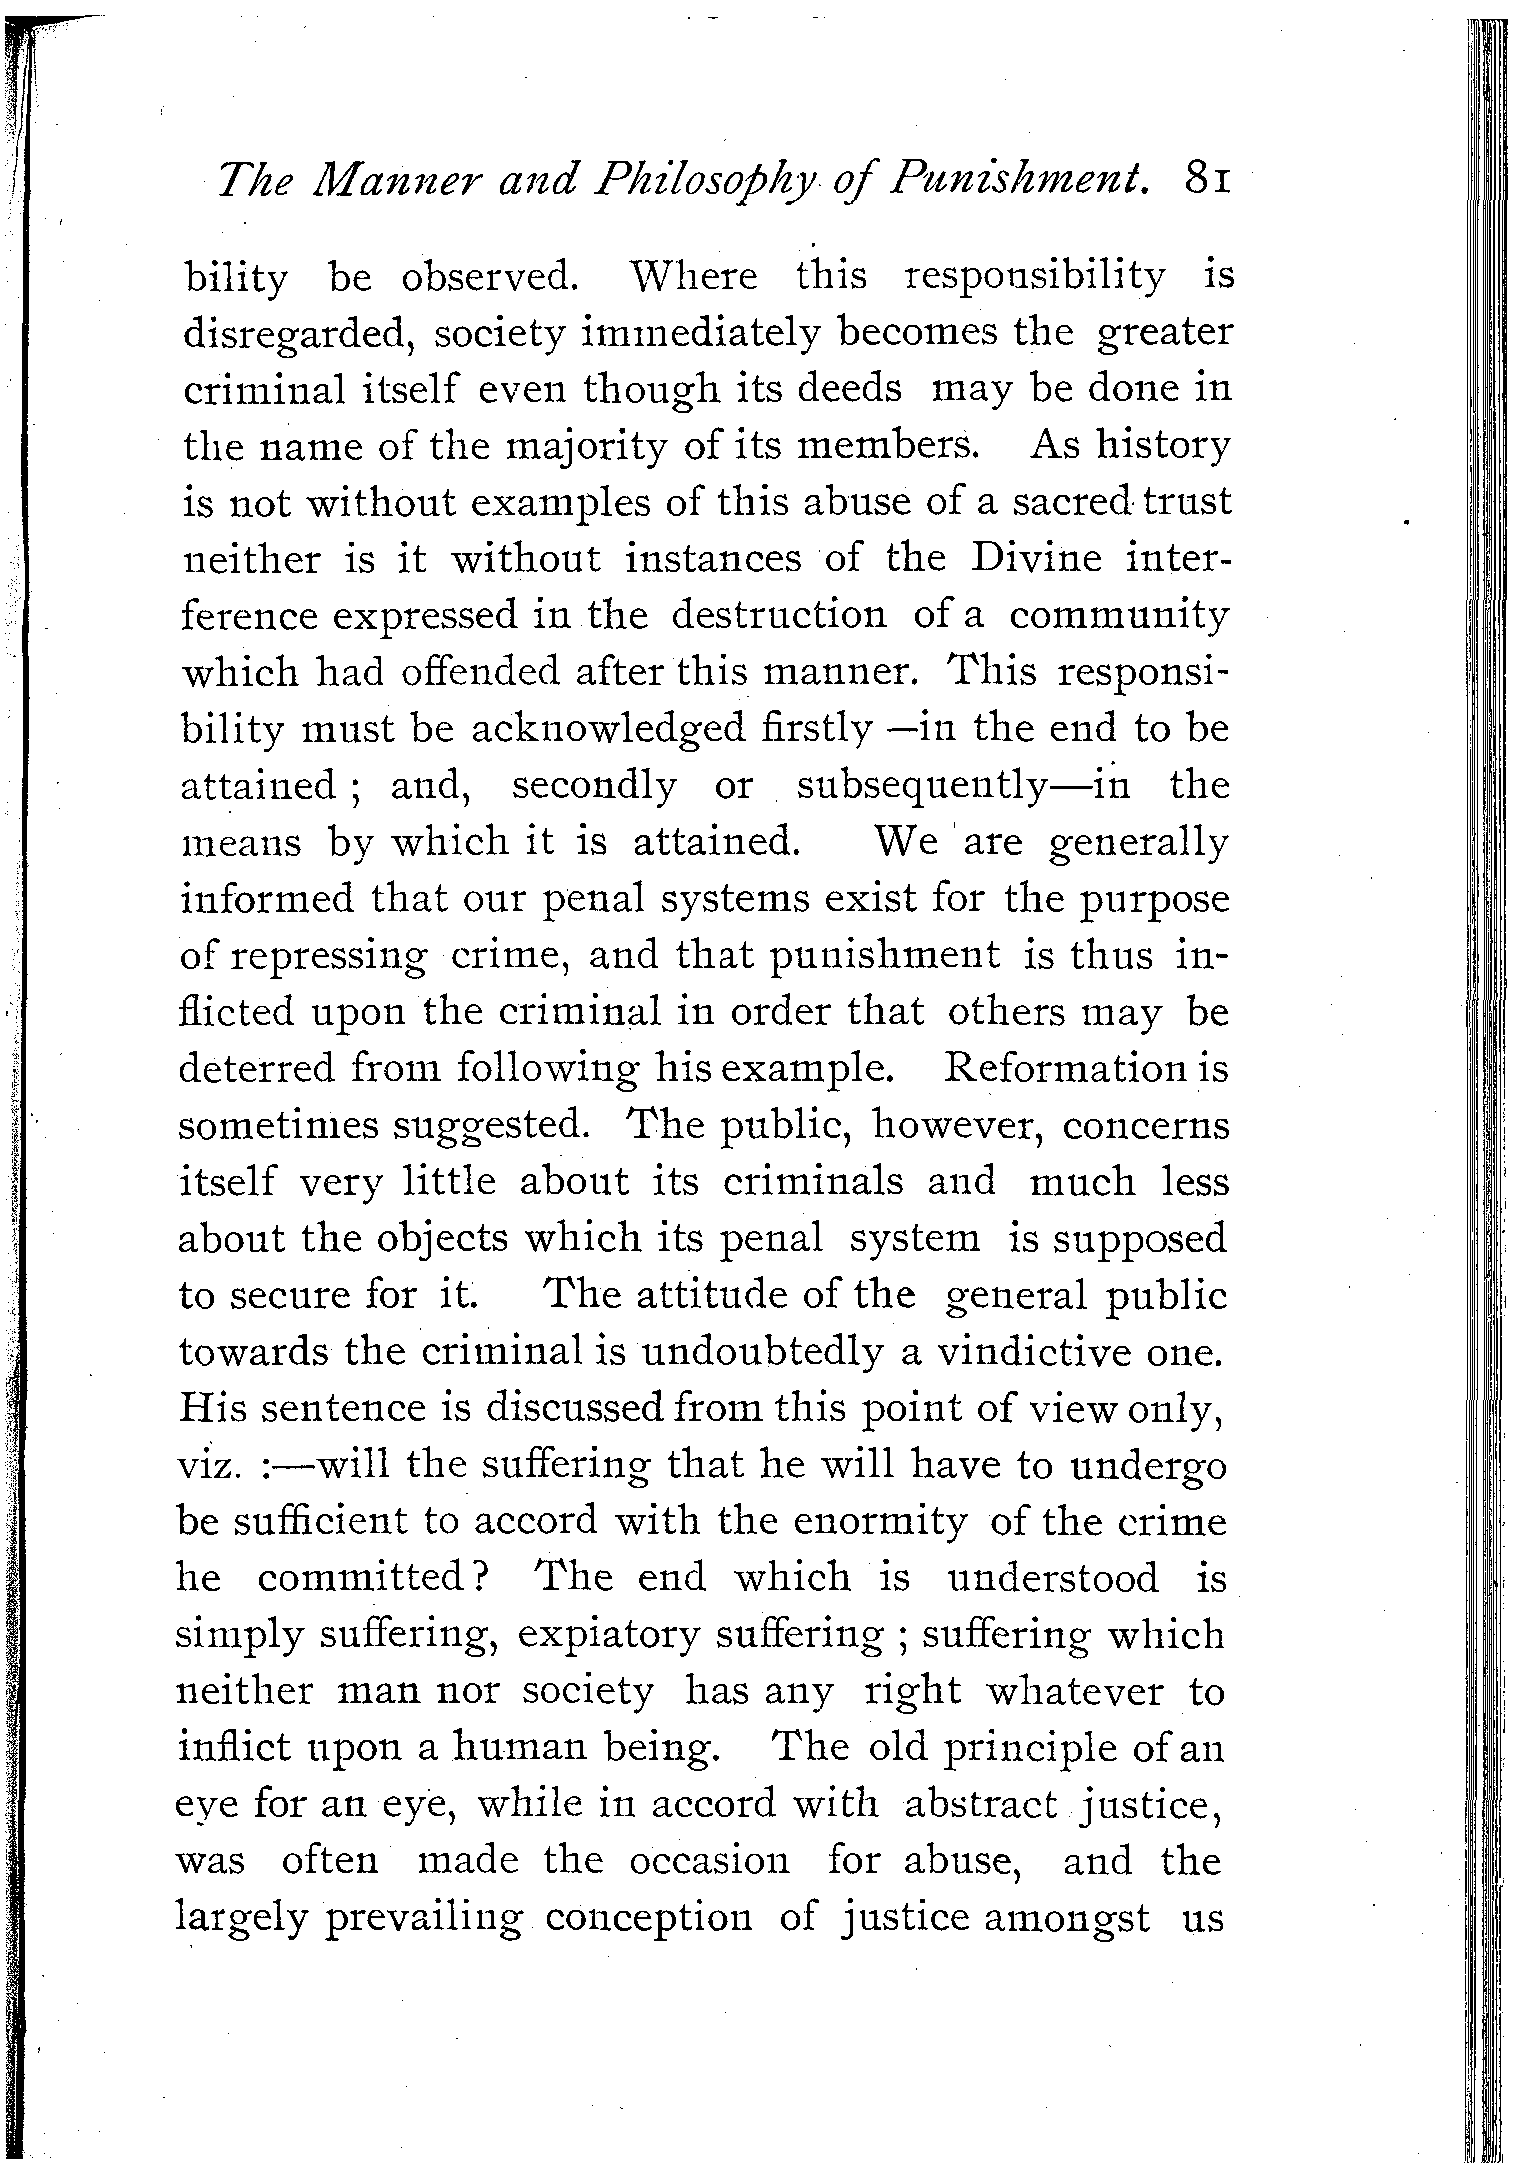 The Manner and Philosophy of Punishment. 81
bility be observed. Where this responsibility is
disregarded, society immediately becomes the greater
criminal itself even though its deeds may be done in
the name of the majority of its members. As history
is not without examples of this abuse of a sacred trust
neither is it without instances of the Divine inter-
ference expressed in the destruction of a community
which had offended after this manner. This responsi-
bility must be acknowledged firstly —in the end to be
attained ; and, secondly or subsequently—in the
means by which it is attained. We are generally
informed that our penal systems exist for the purpose
of repressing crime, and that punishment is thus in-
flicted upon the criminal in order that others may be
deterred from following his example. Reformation is
sometimes suggested. The public, however, concerns
itself very little about its criminals and much less
about the objects which its penal system is supposed
to secure for it. The attitude of the general public
towards the criminal is undoubtedly a vindictive one.
His sentence is discussed from this point of view only,
viz. :—will the suffering that he will have to undergo
be sufficient to accord with the enormity of the crime
he committed? The end which is understood is
simply suffering, expiatory suffering ; suffering which
neither man nor society has any right whatever to
inflict upon a human being. The old principle of an
eye for an eye, while in accord with abstract justice,
was often made the occasion for abuse, and the
largely prevailing conception of justice amongst us